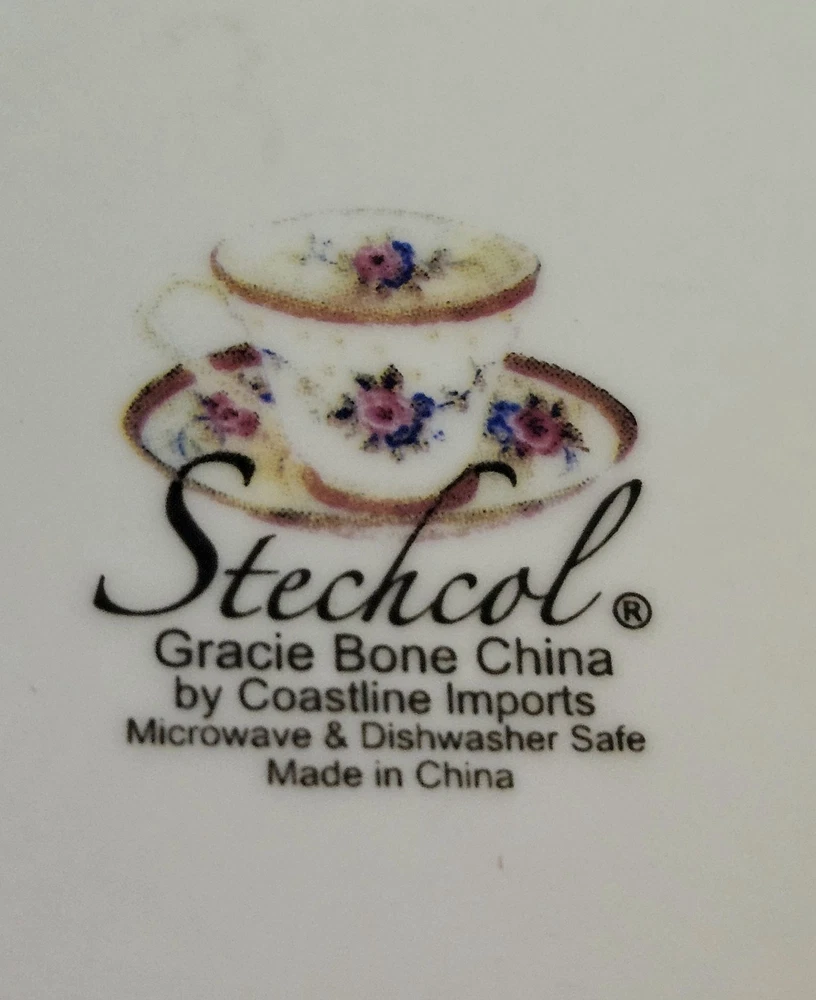 Stechcol ®
Gracie Bone China
by Coastline Imports
Microwave & Dishwasher Safe
Made in China